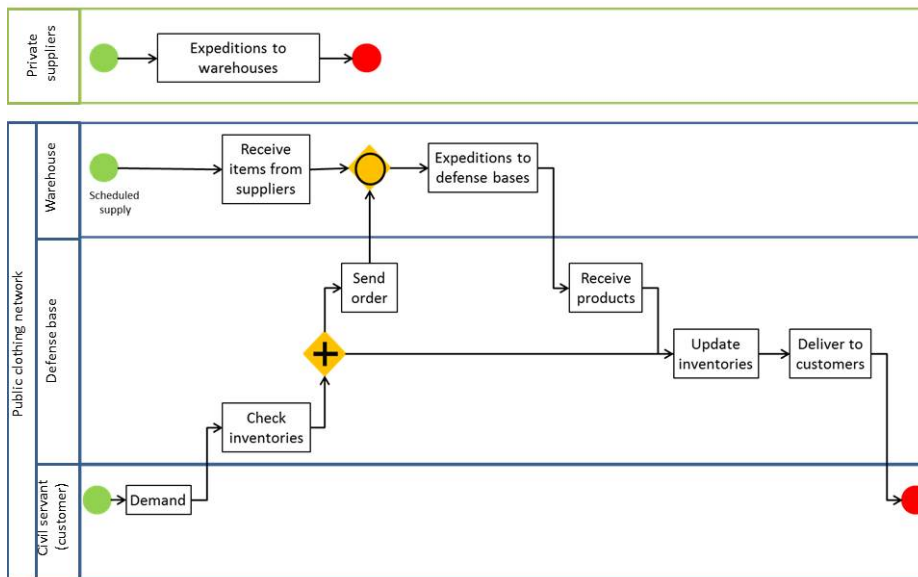 Private
suppliers
Expeditions to
warehouses
Public clothing network
Warehouse
Scheduled
supply
Receive
items from
suppliers
Expeditions to
defense bases
Defense base
Send
order
Receive
products
Update
inventories
Deliver to
customers
Check
inventories
Civil servant
(customer)
Demand